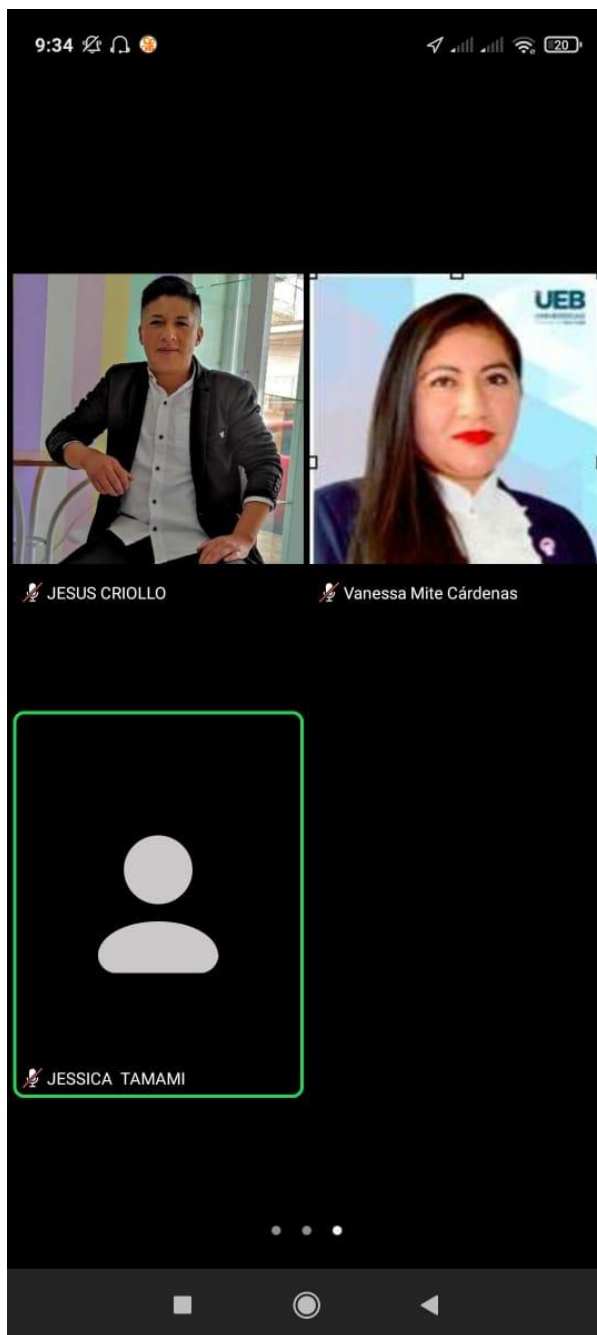 9:34
20
UEB
JESUS CRIOLLO
Vanessa Mite Cárdenas
JESSICA TAMAMI